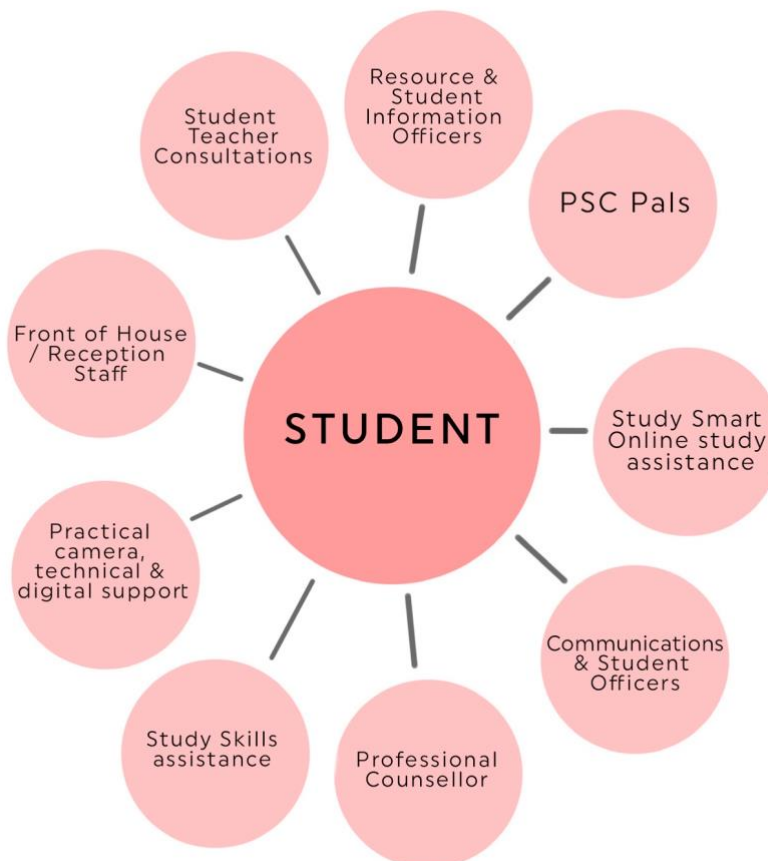 Resource &
Student
Information
Officers
PSC Pals
Study Smart
Online study
assistance
Communications
& Student
Officers
Professional
Counsellor
Study Skills
assistance
Practical
camera,
technical &
digital support
Front of House
/ Reception
Staff
Student
Teacher
Consultations
STUDENT